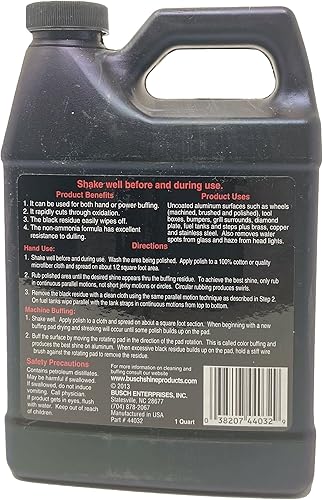 Shake well before and during use.
Product Benefits
1. It can be used for both hand or power buffing.
2. It rapidly cuts through oxidation.
3. The black residue easily wipes off.
4. The non-ammonia formula has excellent
resistance to dulling.
Product Uses
Uncoated aluminum surfaces such as wheels
(machined, brushed and polished), tool
boxes, bumpers, grill surrounds, diamond
plate, fuel tanks and steps plus brass, copper
and stainless steel. Also removes water
spots from glass and haze from head lights.
Directions
Hand Use:
1. Shake well before and during use. Wash the area being polished. Apply polish to a 100% cotton or quality
microfiber cloth and spread on about 1/2 square foot area.
2. Rub polished area until the desired shine appears thru the buffing residue. To achieve the best shine, only rub
in continuous parallel motions, not short jerky motions or circles. Circular rubbing produces swirls.
3. Remove the black residue with a clean cloth using the same parallel motion technique as described in Step 2.
On fuel tanks wipe parallel with the tank straps in continuous motions from top to bottom.
Machine Buffing:
1. Shake well. Apply polish to a cloth and spread on about a square foot section. When beginning with a new
buffing pad drying and streaking will occur until some polish builds up on the pad.
2. Buff the surface by moving the rotating pad in the direction of the pad rotation. This is called color buffing and
produces the best shine on aluminum. When excessive black residue builds up on the pad, hold a stiff wire
brush against the rotating pad to remove the residue.
Safety Precautions
Contains petroleum distillates.
May be harmful if swallowed.
If swallowed, do not induce
vomiting. Call physician.
If product gets in eyes, flush
with water. Keep out of reach
of children.
For more information on cleaning and
buffing consult our website
www.buschshineproducts.com
© 2013
BUSCH ENTERPRISES, INC.
Statesville, NC 28677
(704) 878-2067
Manufactured in USA
Part # 44032
1 Quart
0 38207 44032 9